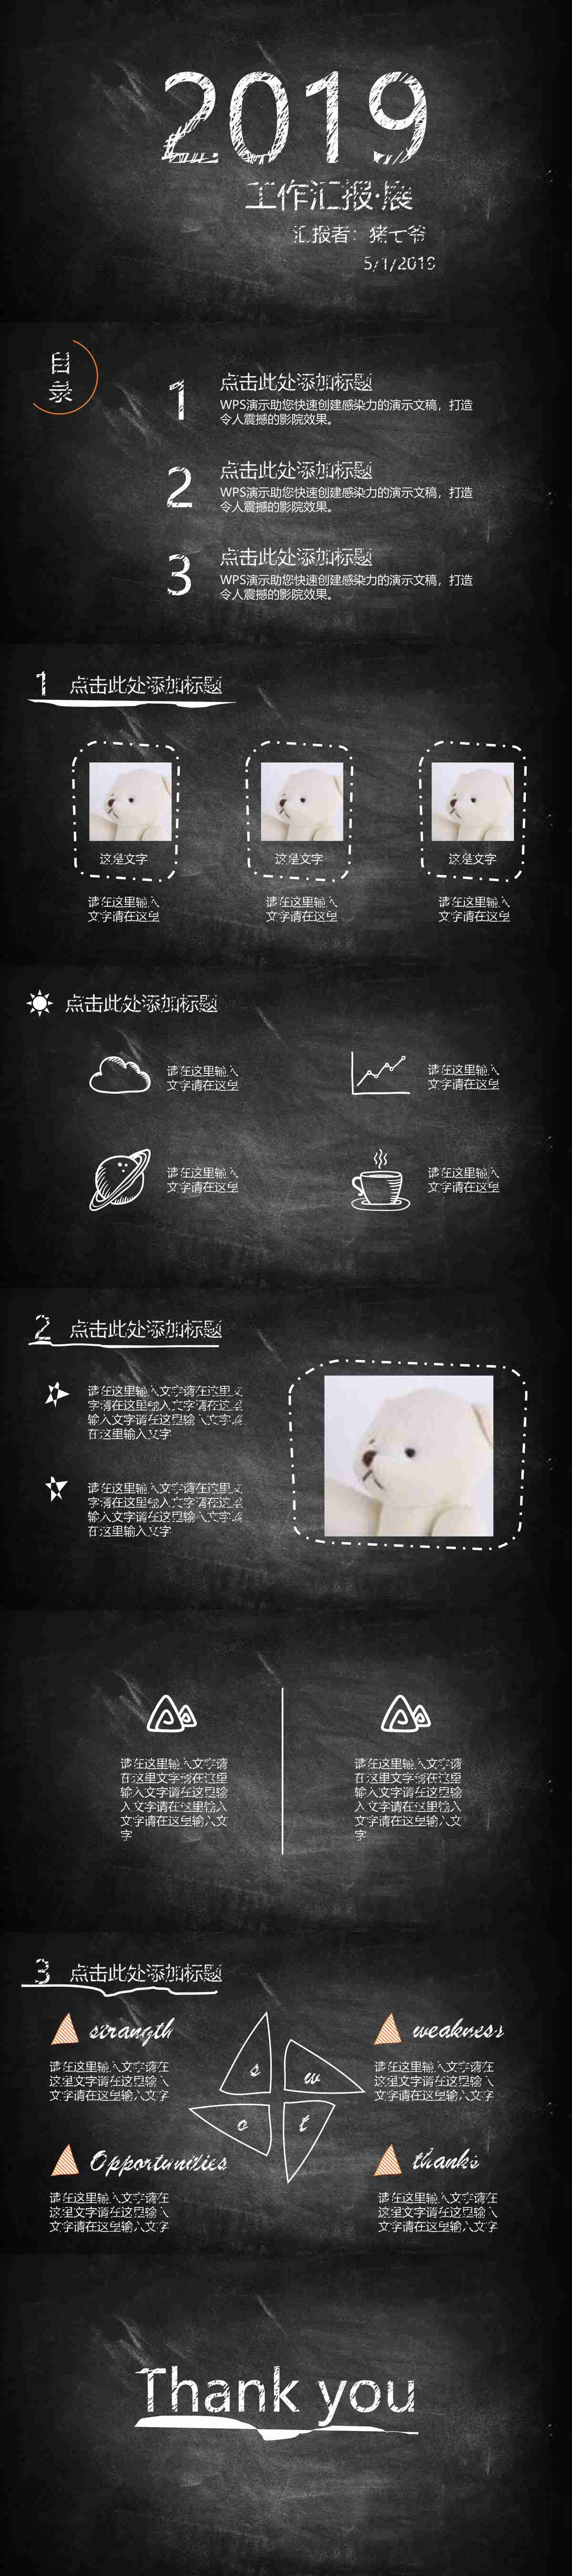 2019
工作汇报·展
汇报者：猪七爷
5/1/2019
目
录
1
点击此处添加标题
WPS演示助您快速创建感染力的演示文稿，打造
令人震撼的影院效果。
2
点击此处添加标题
WPS演示助您快速创建感染力的演示文稿，打造
令人震撼的影院效果。
3
点击此处添加标题
WPS演示助您快速创建感染力的演示文稿，打造
令人震撼的影院效果。
1 点击此处添加标题
这是文字
这是文字
这是文字
请在这里输入
文字请在这里
请在这里输入
文字请在这里
请在这里输入
文字请在这里
点击此处添加标题
请在这里输入
文字请在这里
请在这里输入
文字请在这里
请在这里输入
文字请在这里
请在这里输入
文字请在这里
2 点击此处添加标题
请在这里输入文字请在这里文
字请在这里输入文字请在这里
输入文字请在这里输入文字请
在这里输入文字
请在这里输入文字请在这里文
字请在这里输入文字请在这里
输入文字请在这里输入文字请
在这里输入文字
请在这里输入文字请
在这里文字请在这里
输入文字请在这里输
入文字请在这里输入
文字请在这里输入文
字
请在这里输入文字请
在这里文字请在这里
输入文字请在这里输
入文字请在这里输入
文字请在这里输入文
字
3 点击此处添加标题
strength
请在这里输入文字请在
这里文字请在这里输入
文字请在这里输入文字
s
w
o
t
weakness
请在这里输入文字请在
这里文字请在这里输入
文字请在这里输入文字
Opportunities
请在这里输入文字请在
这里文字请在这里输入
文字请在这里输入文字
thanks
请在这里输入文字请在
这里文字请在这里输入
文字请在这里输入文字
Thank you